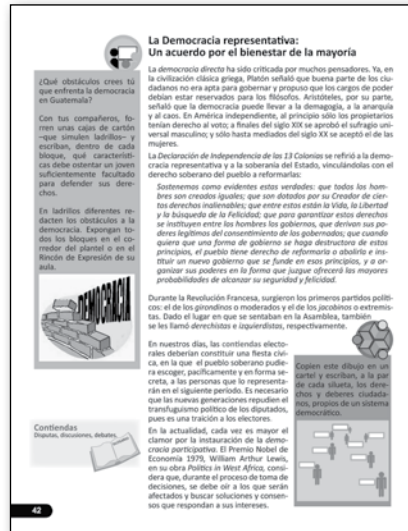 La Democracia representativa:
Un acuerdo por el bienestar de la mayoría
La democracia directa ha sido criticada por muchos pensadores. Ya, en
la civilización clásica griega, Platón señaló que buena parte de los ciu-
dadanos no era apta para gobernar y propuso que los cargos de poder
debían estar reservados para los filósofos. Aristóteles, por su parte,
señaló que la democracia puede llevar a la demagogia, a la anarquía
y al caos. En América independiente, al principio sólo los propietarios
tenían derecho al voto; a finales del siglo XIX se aprobó el sufragio uni-
versal masculino; y sólo hasta mediados del siglo XX se aceptó el de las
mujeres.
La Declaración de Independencia de las 13 Colonias se refirió a la demo-
cracia representativa y a la soberanía del Estado, vinculándolas con el
derecho soberano del pueblo a reformarlas:
Sostenemos como evidentes estas verdades: que todos los hom-
bres son creados iguales; que son dotados por su Creador de cier-
tos derechos inalienables; que entre estos están la Vida, la Libertad
y la búsqueda de la Felicidad; que para garantizar estos derechos
se instituyen entre los hombres los gobiernos, que derivan sus po-
deres legítimos del consentimiento de los gobernados; que cuando
quiera que una forma de gobierno se haga destructora de estos
principios, el pueblo tiene derecho de reformarla o abolirla e ins-
tituir un nuevo gobierno que se funde en esos principios, y a or-
ganizar sus poderes en la forma que juzgue ofrecerá las mayores
probabilidades de alcanzar su seguridad y felicidad.
Durante la Revolución Francesa, surgieron los primeros partidos políti-
cos: el de los girondinos o moderados y el de los jacobinos o extremis-
tas. Dado el lugar en que se sentaban en la Asamblea, también
se les llamó derechistas e izquierdistas, respectivamente.
En nuestros días, las contiendas electo-
rales deberían constituir una fiesta cívi-
ca, en la que el pueblo soberano pudie-
ra escoger, pacíficamente y en forma se-
creta, a las personas que lo representa-
rán en el siguiente período. Es necesario
que las nuevas generaciones repudien el
transfuguismo político de los diputados,
pues es una traición a los electores.
En la actualidad, cada vez es mayor el
clamor por la instauración de la demo-
cracia participativa. El Premio Nobel de
Economía 1979, William Arthur Lewis,
en su obra Politics in West Africa, consi-
dera que, durante el proceso de toma de
decisiones, se debe oír a los que serán
afectados y buscar soluciones y consen-
sos que respondan a sus intereses.
¿Qué obstáculos crees tú
que enfrenta la democracia
en Guatemala?
Con tus compañeros, fo-
rren unas cajas de cartón
–que simulen ladrillos– y
escriban, dentro de cada
bloque, qué característi-
cas debe ostentar un joven
suficientemente facultado
para defender sus dere-
chos.
En ladrillos diferentes re-
dacten los obstáculos a la
democracia. Expongan to-
dos los bloques en el co-
rredor del plantel o en el
Rincón de Expresión de su
aula.
DEMOCRACIA
Contiendas
Disputas, discusiones, debates.
Copien este dibujo en un
cartel y escriban, a la par
de cada silueta, los dere-
chos y deberes ciudada-
nos, propios de un sistema
democrático.
42